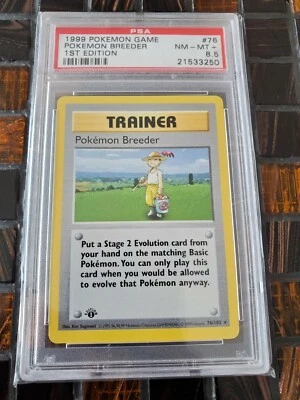 PSA
1999 POKEMON GAME #76
POKEMON BREEDER NM - MT +
1ST EDITION 8.5
21533250
TRAINER
Pokémon Breeder
Put a Stage 2 Evolution card from
your hand on the matching Basic
Pokémon. You can only play this
card when you would be allowed
to evolve that Pokémon anyway.
76/102 ★